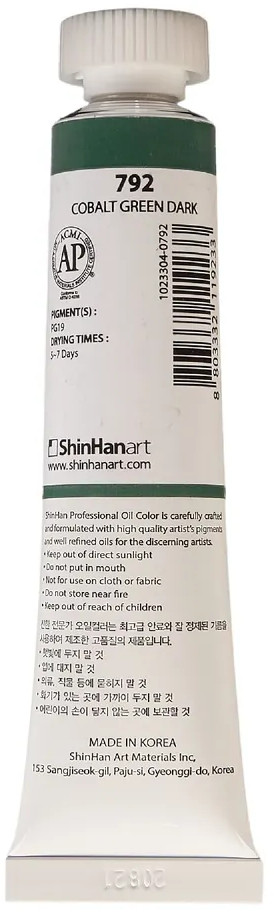 792
COBALT GREEN DARK
ACMI
AP
Conforms to
ASTM D 4236
PIGMENT(S) :
PG19
DRYING TIMES :
5-7 Days
1023304-0792
8 803332 119233
ShinHanart
www.shinhanart.com
ShinHan Professional Oil Color is carefully crafted
and formulated with high quality artist's pigments
and well refined oils for the discerning artists.
• Keep out of direct sunlight
• Do not put in mouth
• Not for use on cloth or fabric
• Do not store near fire
• Keep out of reach of children
신한 전문가 오일컬러는 최고급 안료와 잘 정제된 기름을
사용하여 제조한 고품질의 제품입니다.
• 햇빛에 두지 말 것
• 입에 대지 말 것
• 의류, 직물 등에 묻히지 말 것
• 화기가 있는 곳에 가까이 두지 말 것
• 어린이의 손이 닿지 않는 곳에 보관할 것
MADE IN KOREA
ShinHan Art Materials Inc,
153 Sangjiseok-gil, Paju-si, Gyeonggi-do, Korea